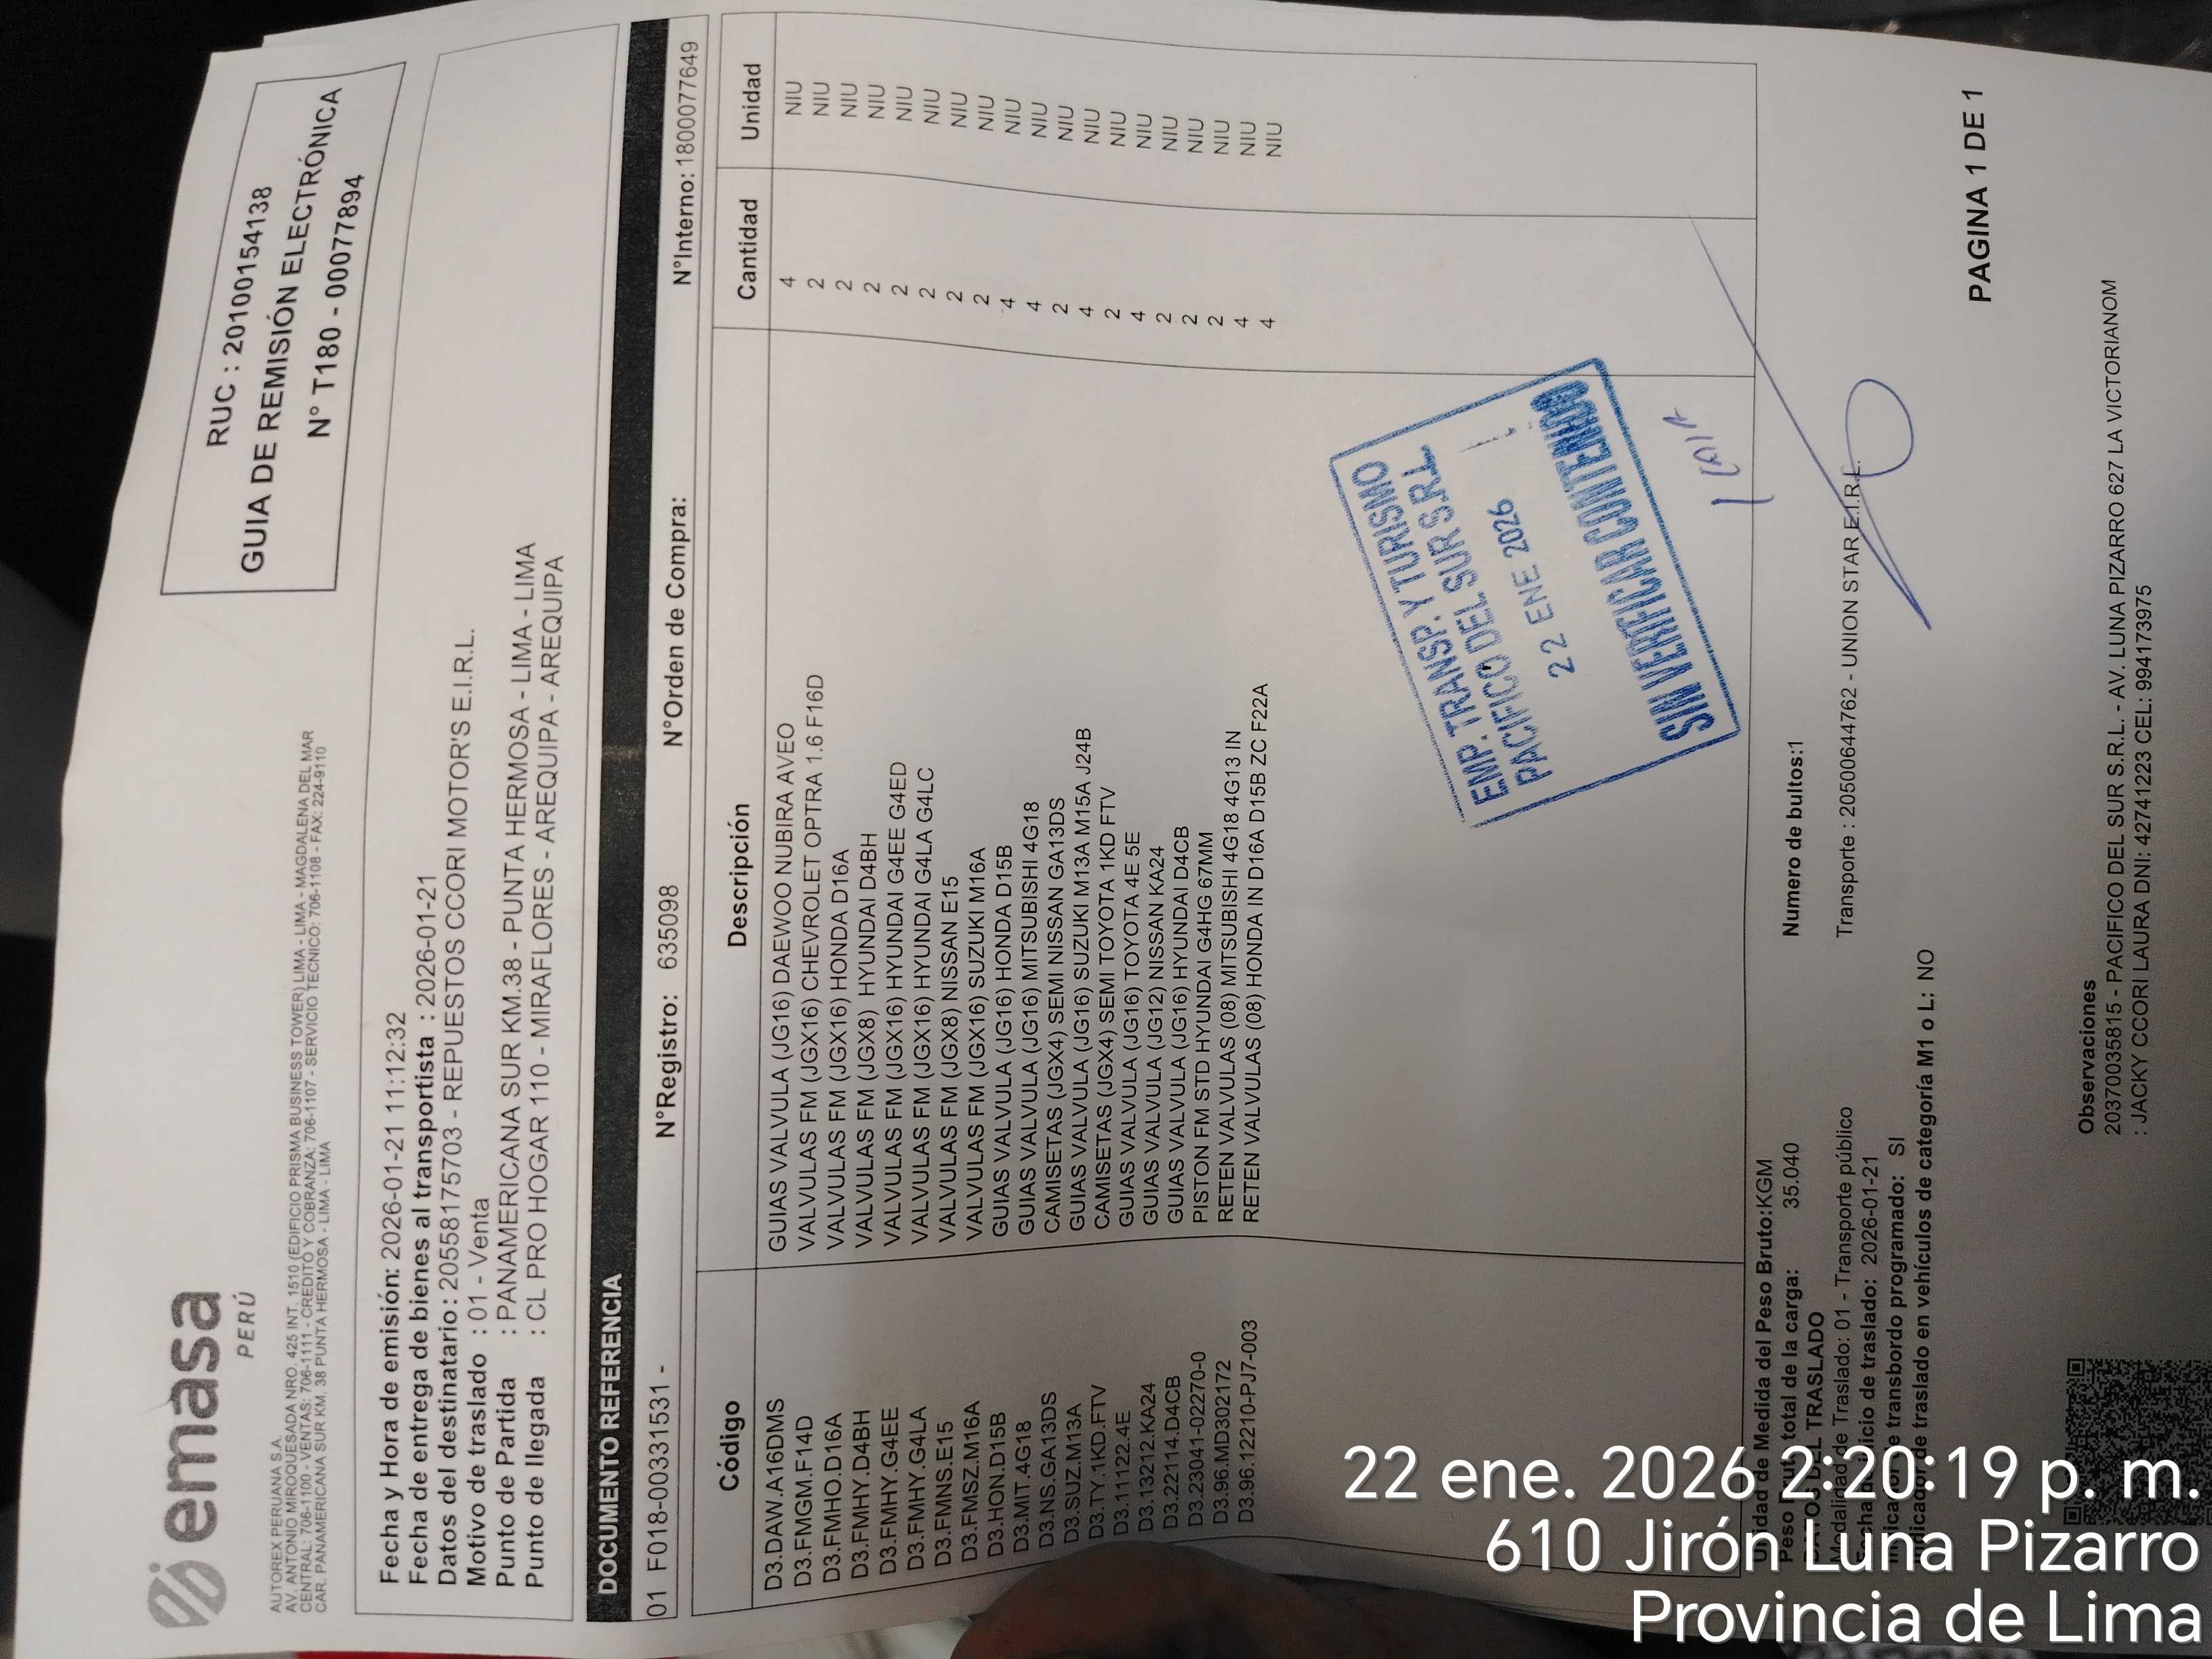 emasa
PERÚ
RUC : 20100154138
GUIA DE REMISIÓN ELECTRÓNICA
N° T180 - 00077894
AUTOREX PERUANA S.A.
AV. ANTONIO MIROQUESADA NRO. 425 INT. 1510 (EDIFICIO PRISMA BUSINESS TOWER) LIMA - LIMA - MAGDALENA DEL MAR
CENTRAL: 706-1100 - VENTAS: 706-1111 - CREDITO Y COBRANZA: 706-1107 - SERVICIO TECNICO: 706-1108 - FAX: 224-9110
CAR. PANAMERICANA SUR KM. 38 PUNTA HERMOSA - LIMA - LIMA
Fecha y Hora de emisión: 2026-01-21 11:12:32
Fecha de entrega de bienes al transportista : 2026-01-21
Datos del destinatario : 20558175703 - REPUESTOS CCORI MOTOR'S E.I.R.L.
Motivo de traslado : 01 - Venta
Punto de Partida : PANAMERICANA SUR KM.38 - PUNTA HERMOSA - LIMA - LIMA
Punto de llegada : CL PRO HOGAR 110 - MIRAFLORES - AREQUIPA - AREQUIPA
DOCUMENTO REFERENCIA
01 F018-00331531 - N°Registro: 635098 N°Orden de Compra: N°Interno: 1800077649
Código Descripción Cantidad Unidad
D3.DAW.A16DMS GUIAS VALVULA (JG16) DAEWOO NUBIRA AVEO 4 NIU
D3.FMGM.F14D VALVULAS FM (JGX16) CHEVROLET OPTRA 1.6 F16D 2 NIU
D3.FMHO.D16A VALVULAS FM (JGX16) HONDA D16A 2 NIU
D3.FMHY.D4BH VALVULAS FM (JGX8) HYUNDAI D4BH 2 NIU
D3.FMHY.G4EE VALVULAS FM (JGX16) HYUNDAI G4EE G4ED 2 NIU
D3.FMHY.G4LA VALVULAS FM (JGX16) HYUNDAI G4LA G4LC 2 NIU
D3.FMNS.E15 VALVULAS FM (JGX8) NISSAN E15 2 NIU
D3.FMSZ.M16A VALVULAS FM (JGX16) SUZUKI M16A 2 NIU
D3.HON.D15B GUIAS VALVULA (JG16) HONDA D15B 4 NIU
D3.MIT.4G18 GUIAS VALVULA (JG16) MITSUBISHI 4G18 4 NIU
D3.NS.GA13DS CAMISETAS (JGX4) SEMI NISSAN GA13DS 2 NIU
D3.SUZ.M13A GUIAS VALVULA (JG16) SUZUKI M13A M15A J24B 4 NIU
D3.TY.1KD.FTV CAMISETAS (JGX4) SEMI TOYOTA 1KD FTV 2 NIU
D3.11122.4E GUIAS VALVULA (JG16) TOYOTA 4E 5E 4 NIU
D3.13212.KA24 GUIAS VALVULA (JG12) NISSAN KA24 2 NIU
D3.22114.D4CB GUIAS VALVULA (JG16) HYUNDAI D4CB 2 NIU
D3.23041-02270-0 PISTON FM STD HYUNDAI G4HG 67MM 2 NIU
D3.96.MD302172 RETEN VALVULAS (08) MITSUBISHI 4G18 4G13 IN 4 NIU
D3.96.12210-PJ7-003 RETEN VALVULAS (08) HONDA IN D16A D15B ZC F22A 4 NIU
EMP. TRANSP. Y TURISMO
PACIFICO DEL SUR S.R.L.
22 ENE 2026
SIN VERIFICAR CONTENIDO
Unidad de Medida del Peso Bruto:KGM Numero de bultos:1
Peso Bruto total de la carga: 35.040
DATOS DEL TRASLADO
Modalidad de Traslado: 01 - Transporte público Transporte : 20500644762 - UNION STAR E.I.R.L.
Fecha de inicio de traslado: 2026-01-21
Indicador de transbordo programado: SI
Indicador de traslado en vehículos de categoría M1 o L: NO
PAGINA 1 DE 1
Observaciones
20370035815 - PACIFICO DEL SUR S.R.L. - AV. LUNA PIZARRO 627 LA VICTORIANOM
: JACKY CCORI LAURA DNI: 42741223 CEL: 994173975
22 ene. 2026 2:20:19 p. m.
610 Jirón Luna Pizarro
Provincia de Lima